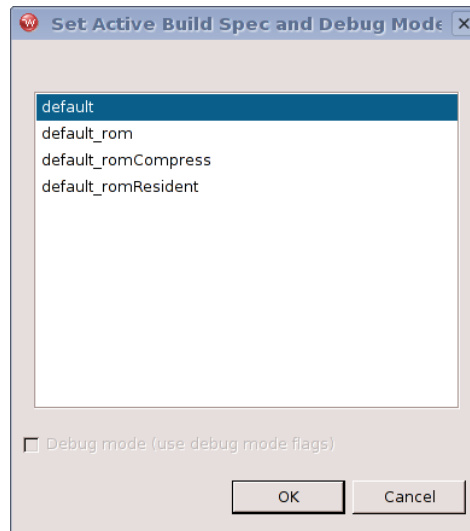 Set Active Build Spec and Debug Mode
default
default_rom
default_romCompress
default_romResident
Debug mode (use debug mode flags)
OK
Cancel